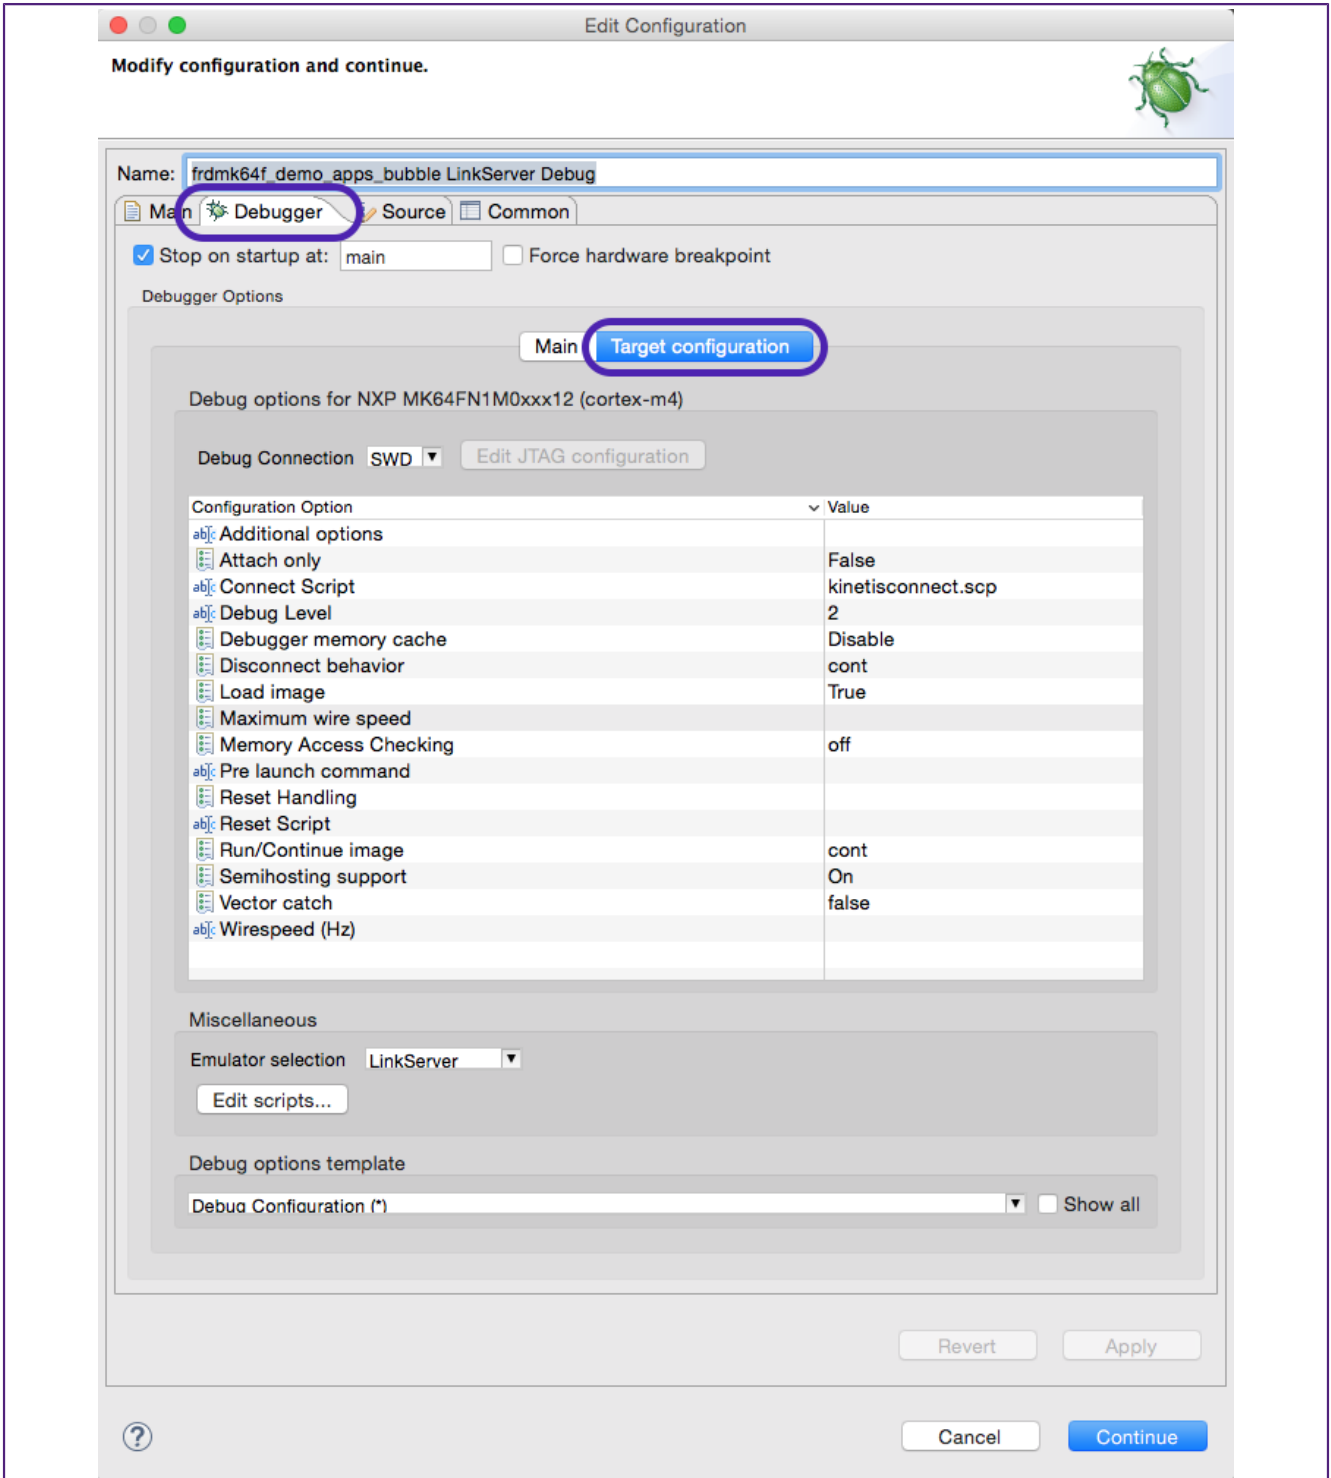 Edit Configuration
Modify configuration and continue.
Name: frdmk64f_demo_apps_bubble LinkServer Debug
Main Debugger Source Common
Stop on startup at: main Force hardware breakpoint
Debugger Options
Main Target configuration
Debug options for NXP MK64FN1M0xxx12 (cortex-m4)
Debug Connection SWD Edit JTAG configuration
Configuration Option Value
Additional options
Attach only False
Connect Script kinetisconnect.scp
Debug Level 2
Debugger memory cache Disable
Disconnect behavior cont
Load image True
Maximum wire speed
Memory Access Checking off
Pre launch command
Reset Handling
Reset Script
Run/Continue image cont
Semihosting support On
Vector catch false
Wirespeed (Hz)
Miscellaneous
Emulator selection LinkServer
Edit scripts...
Debug options template
Debug Configuration (*) Show all
Revert Apply
? Cancel Continue